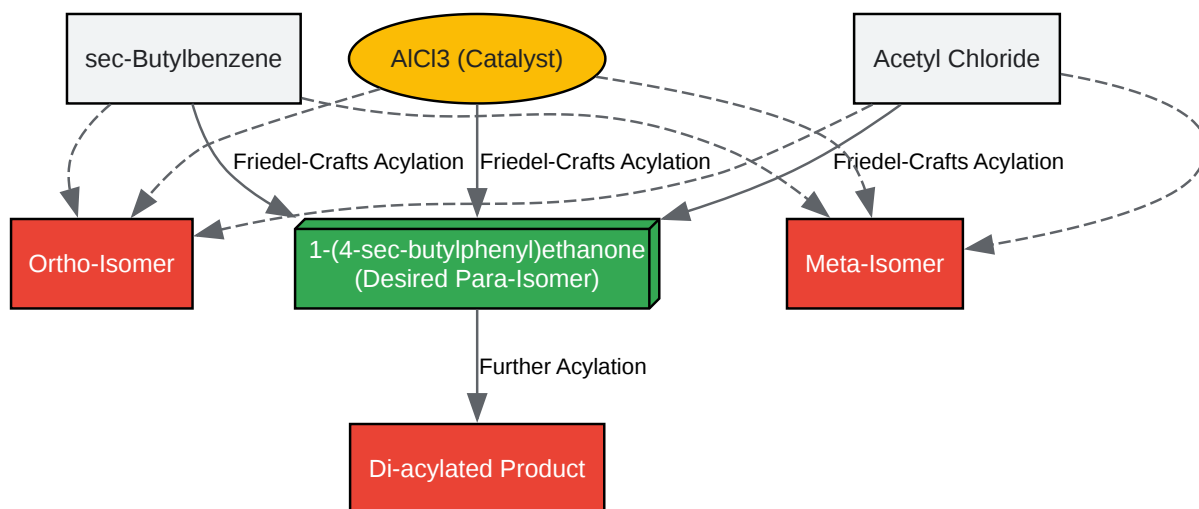 sec-Butylbenzene
AlCl3 (Catalyst)
Acetyl Chloride
Friedel-Crafts Acylation
Friedel-Crafts Acylation
Friedel-Crafts Acylation
Ortho-Isomer
1-(4-sec-butylphenyl)ethanone
(Desired Para-Isomer)
Meta-Isomer
Further Acylation
Di-acylated Product